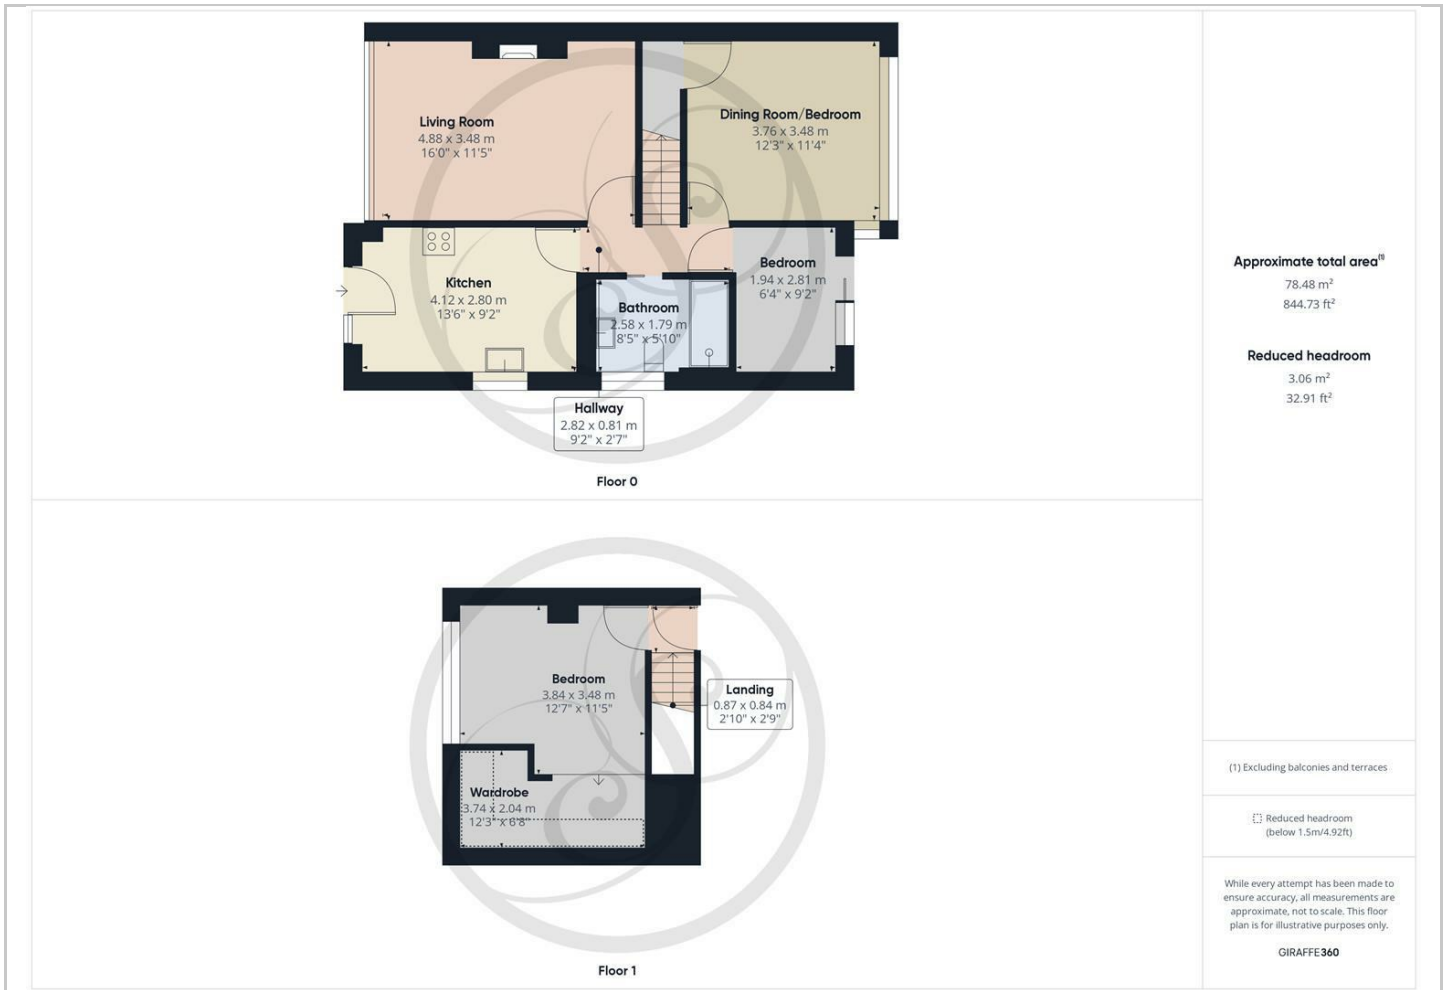 Living Room
4.88 x 3.48 m
16'0" x 11'5"
Dining Room/Bedroom
3.76 x 3.48 m
12'3" x 11'4"
Kitchen
4.12 x 2.80 m
13'6" x 9'2"
Bathroom
2.58 x 1.79 m
8'5" x 5'10"
Bedroom
1.94 x 2.81 m
6'4" x 9'2"
Hallway
2.82 x 0.81 m
9'2" x 2'7"
Floor 0
Bedroom
3.84 x 3.48 m
12'7" x 11'5"
Landing
0.87 x 0.84 m
2'10" x 2'9"
Wardrobe
3.74 x 2.04 m
12'3" x 6'8"
Floor 1
Approximate total area⁽¹⁾
78.48 m²
844.73 ft²
Reduced headroom
3.06 m²
32.91 ft²
(1) Excluding balconies and terraces
Reduced headroom
(below 1.5m/4.92ft)
While every attempt has been made to
ensure accuracy, all measurements are
approximate, not to scale. This floor
plan is for illustrative purposes only.
GIRAFFE360